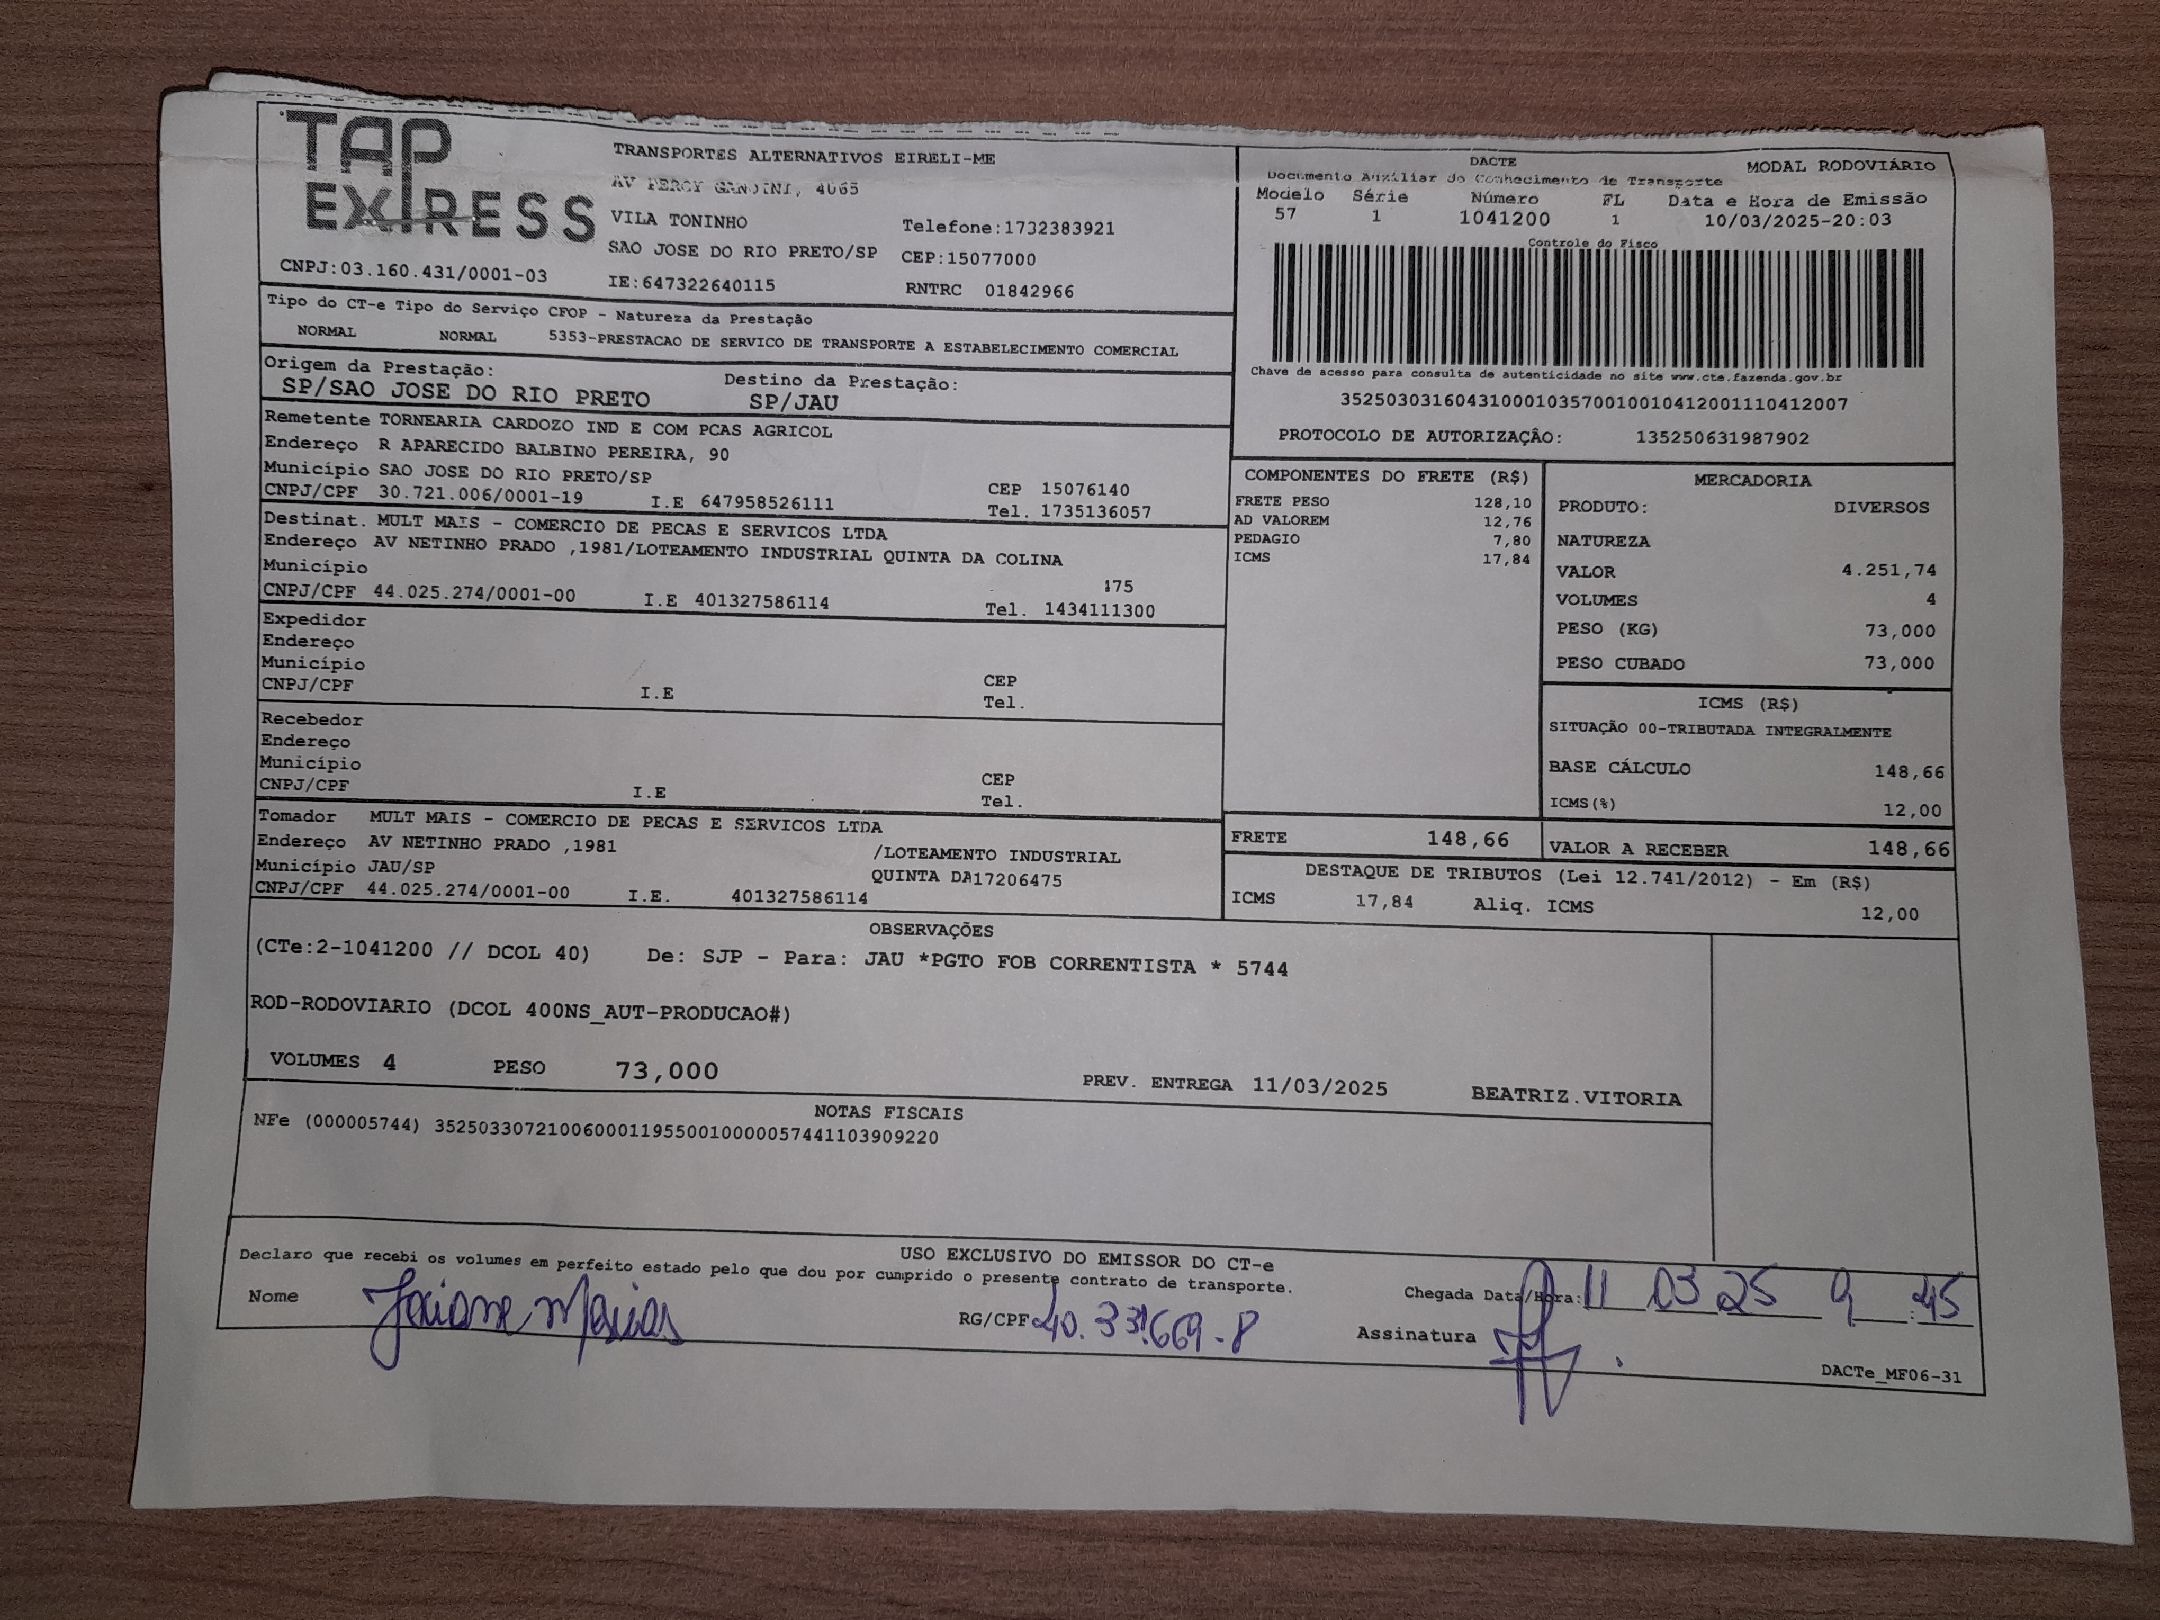 TAP EXPRESS
TRANSPORTES ALTERNATIVOS EIRELI-ME
AV PERCY GANDINI, 4065
VILA TONINHO Telefone:1732383921
SAO JOSE DO RIO PRETO/SP CEP:15077000
CNPJ:03.160.431/0001-03 IE:647322640115 RNTRC 01842966
DACTE MODAL RODOVIÁRIO
Documento Auxiliar do Conhecimento de Transporte
Modelo Série Número FL Data e Hora de Emissão
57 1 1041200 1 10/03/2025-20:03
Controle do Fisco
Chave de acesso para consulta de autenticidade no site www.cte.fazenda.gov.br
35250303160431000103570010010412001110412007
PROTOCOLO DE AUTORIZAÇÃO: 135250631987902
Tipo do CT-e Tipo do Serviço CFOP - Natureza da Prestação
NORMAL NORMAL 5353-PRESTACAO DE SERVICO DE TRANSPORTE A ESTABELECIMENTO COMERCIAL
Origem da Prestação: Destino da Prestação:
SP/SAO JOSE DO RIO PRETO SP/JAU
Remetente TORNEARIA CARDOZO IND E COM PCAS AGRICOL
Endereço R APARECIDO BALBINO PEREIRA, 90
Município SAO JOSE DO RIO PRETO/SP CEP 15076140
CNPJ/CPF 30.721.006/0001-19 I.E 647958526111 Tel. 1735136057
Destinat. MULT MAIS - COMERCIO DE PECAS E SERVICOS LTDA
Endereço AV NETINHO PRADO ,1981/LOTEAMENTO INDUSTRIAL QUINTA DA COLINA
Município 175
CNPJ/CPF 44.025.274/0001-00 I.E 401327586114 Tel. 1434111300
Expedidor
Endereço
Município CEP
CNPJ/CPF I.E Tel.
Recebedor
Endereço
Município CEP
CNPJ/CPF I.E Tel.
Tomador MULT MAIS - COMERCIO DE PECAS E SERVICOS LTDA
Endereço AV NETINHO PRADO ,1981 /LOTEAMENTO INDUSTRIAL
Município JAU/SP QUINTA DA17206475
CNPJ/CPF 44.025.274/0001-00 I.E. 401327586114
COMPONENTES DO FRETE (R$)
FRETE PESO 128,10
AD VALOREM 12,76
PEDAGIO 7,80
ICMS 17,84
MERCADORIA
PRODUTO: DIVERSOS
NATUREZA
VALOR 4.251,74
VOLUMES 4
PESO (KG) 73,000
PESO CUBADO 73,000
ICMS (R$)
SITUAÇÃO 00-TRIBUTADA INTEGRALMENTE
BASE CÁLCULO 148,66
ICMS(%) 12,00
FRETE 148,66 VALOR A RECEBER 148,66
DESTAQUE DE TRIBUTOS (Lei 12.741/2012) - Em (R$)
ICMS 17,84 Aliq. ICMS 12,00
OBSERVAÇÕES
(CTe:2-1041200 // DCOL 40) De: SJP - Para: JAU *PGTO FOB CORRENTISTA * 5744
ROD-RODOVIARIO (DCOL 400NS_AUT-PRODUCAO#)
VOLUMES 4 PESO 73,000 PREV. ENTREGA 11/03/2025 BEATRIZ.VITORIA
NOTAS FISCAIS
NFe (000005744) 35250330721006000119550010000057441103909220
USO EXCLUSIVO DO EMISSOR DO CT-e
Declaro que recebi os volumes em perfeito estado pelo que dou por cumprido o presente contrato de transporte.
Nome RG/CPF 40.331669-8 Chegada Data/Hora: 11 03 25 9 :45
Assinatura
DACTe_MF06-31